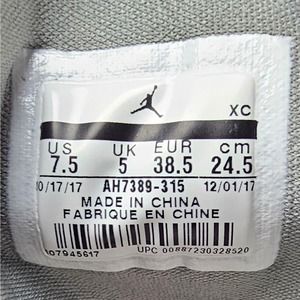 XC
US UK EUR cm
7.5 5 38.5 24.5
10/17/17 AH7389-315 12/01/17
MADE IN CHINA
FABRIQUE EN CHINE
UPC 00887230328520
07945617